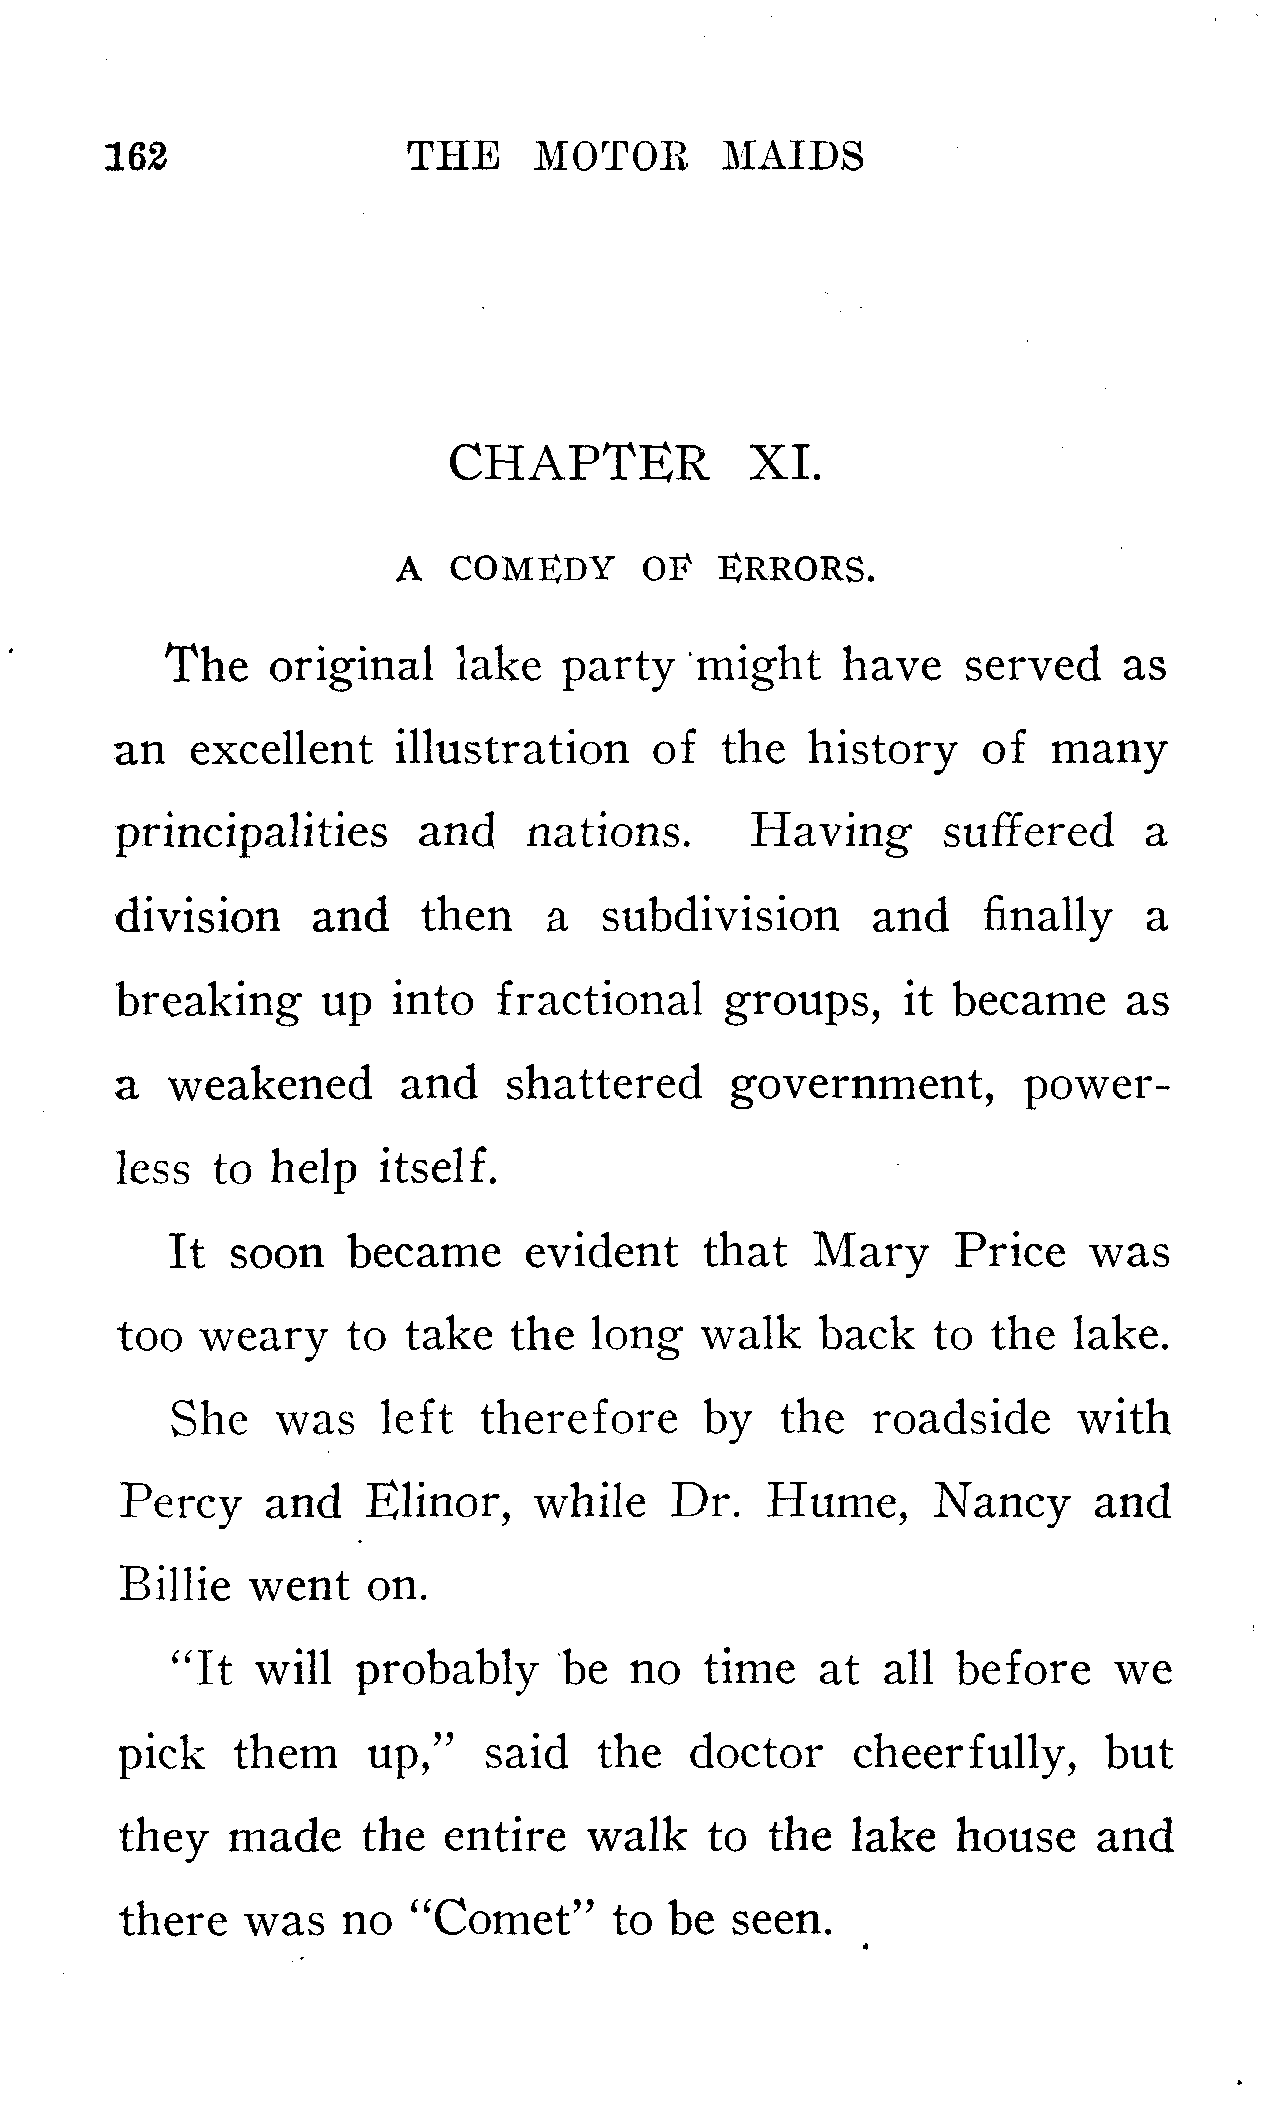 162 THE MOTOR MAIDS
CHAPTER XI.
A COMEDY OF ERRORS.
The original lake party might have served as
an excellent illustration of the history of many
principalities and nations. Having suffered a
division and then a subdivision and finally a
breaking up into fractional groups, it became as
a weakened and shattered government, power-
less to help itself.
It soon became evident that Mary Price was
too weary to take the long walk back to the lake.
She was left therefore by the roadside with
Percy and Elinor, while Dr. Hume, Nancy and
Billie went on.
"It will probably be no time at all before we
pick them up," said the doctor cheerfully, but
they made the entire walk to the lake house and
there was no "Comet" to be seen.